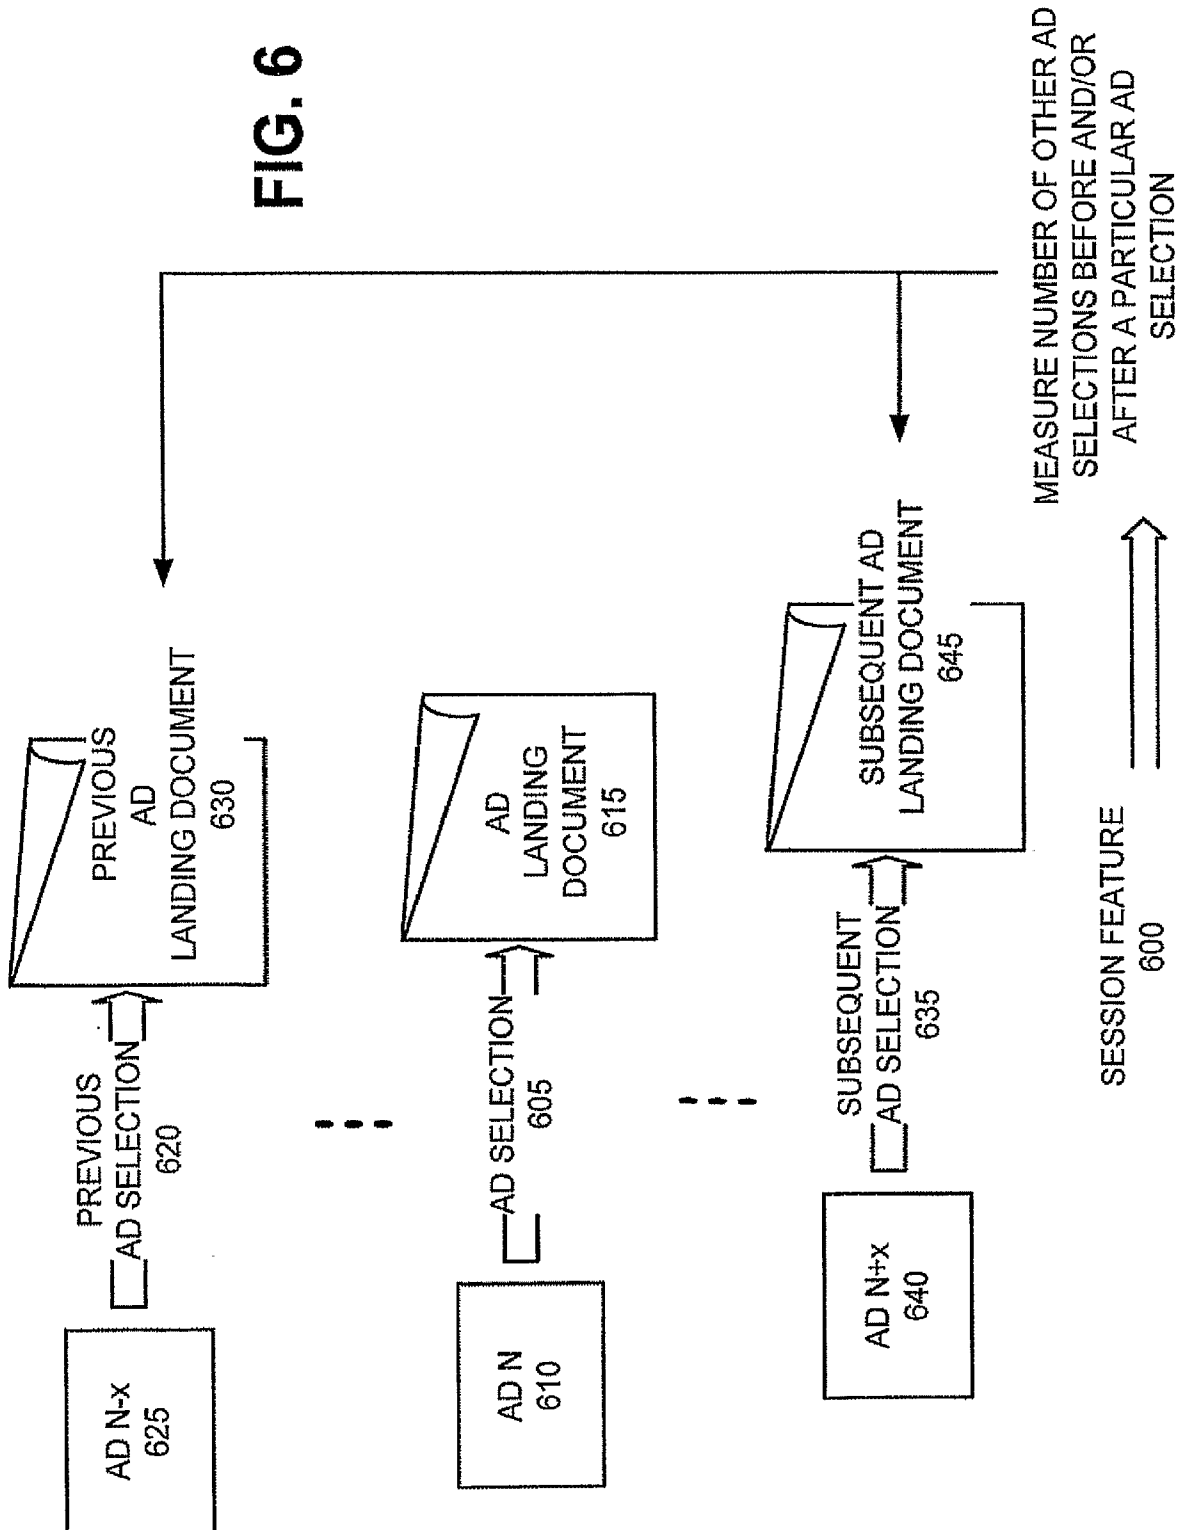 AD N-x
625
PREVIOUS
AD SELECTION
620
PREVIOUS
AD
LANDING DOCUMENT
630
AD N
610
AD SELECTION
605
AD
LANDING
DOCUMENT
615
AD N+x
640
SUBSEQUENT
AD SELECTION
635
SUBSEQUENT AD
LANDING DOCUMENT
645
SESSION FEATURE
600
MEASURE NUMBER OF OTHER AD
SELECTIONS BEFORE AND/OR
AFTER A PARTICULAR AD
SELECTION
FIG. 6